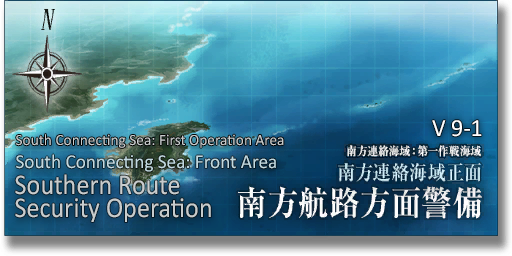 N
V 9-1
South Connecting Sea: First Operation Area
South Connecting Sea: Front Area
Southern Route
Security Operation
南方連絡海域：第一作戦海域
南方連絡海域正面
南方航路方面警備